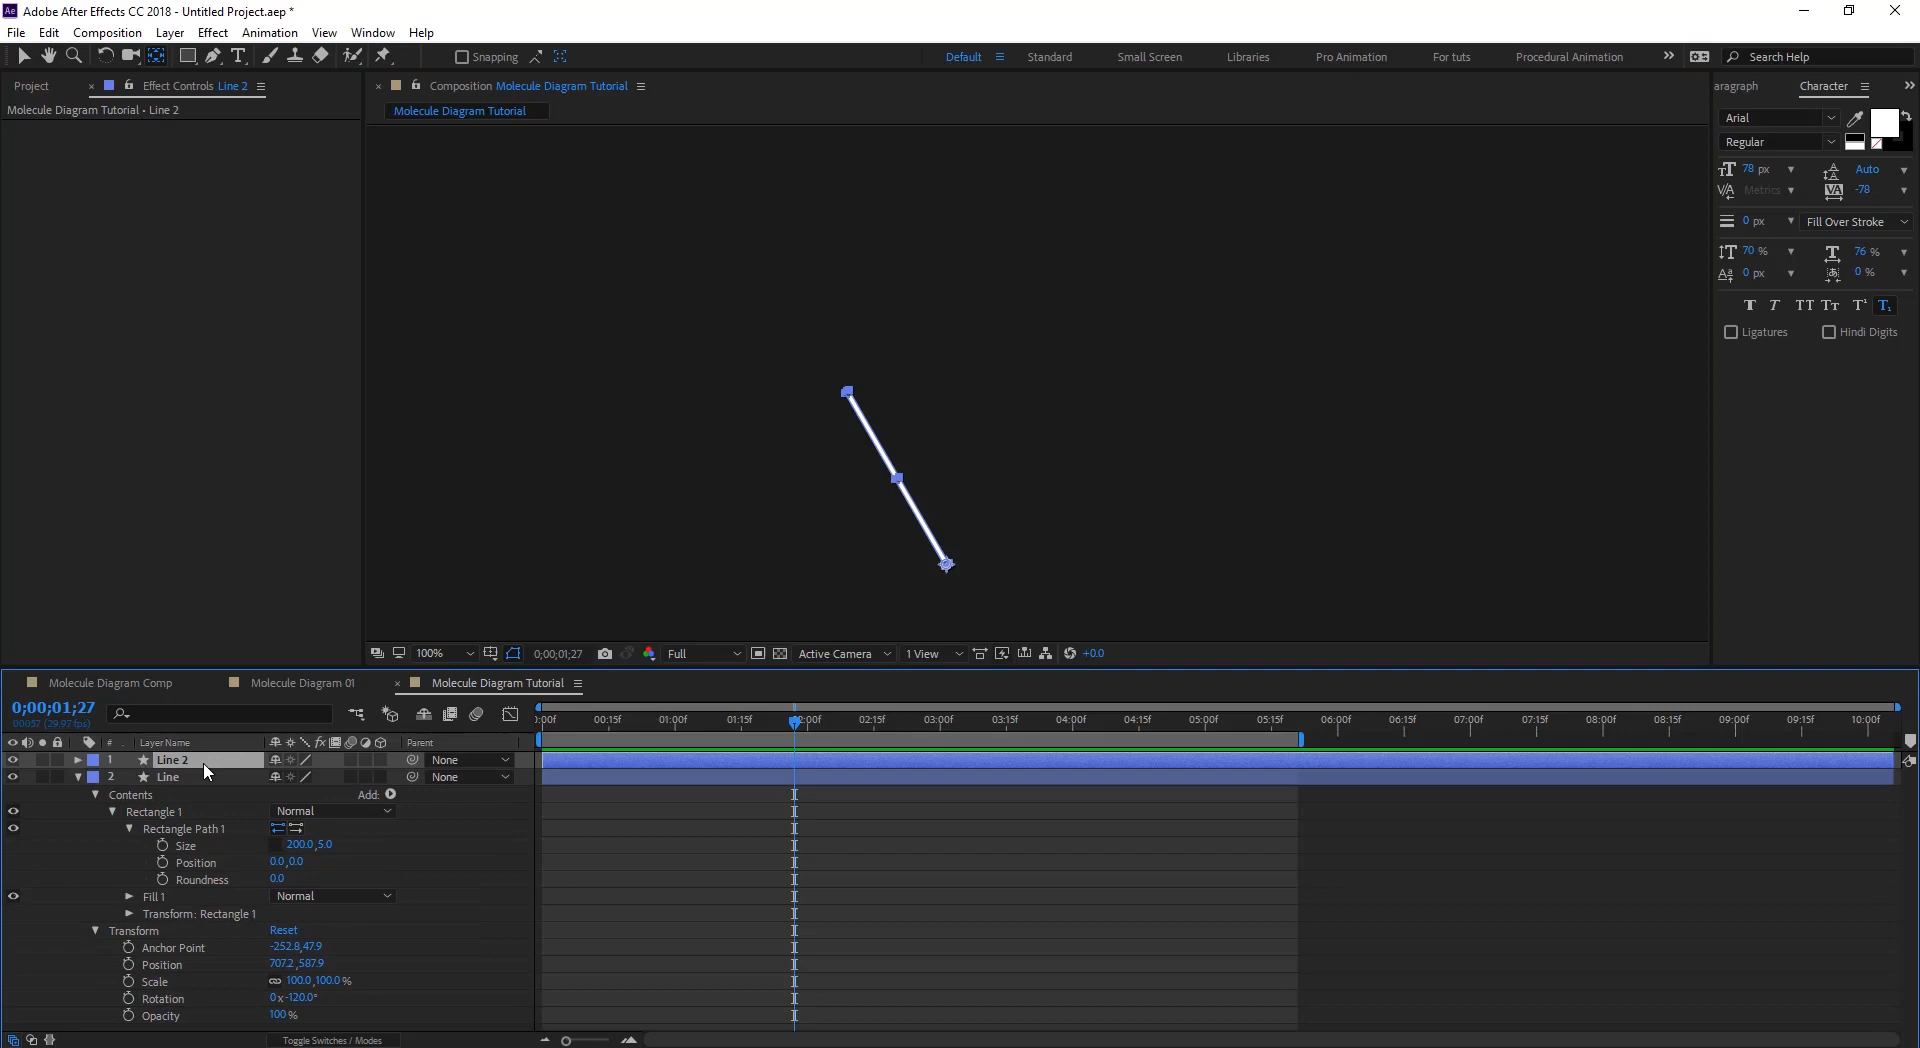 Adobe After Effects CC 2018 - Untitled Project.aep *
File Edit Composition Layer Effect Animation View Window Help
Snapping Default Standard Small Screen Libraries Pro Animation For tuts Procedural Animation Search Help
Project Effect Controls Line 2 Composition Molecule Diagram Tutorial aragraph Character
Molecule Diagram Tutorial • Line 2
Molecule Diagram Tutorial
Arial
Regular
78 px Auto
Metrics -78
0 px Fill Over Stroke
70 % 76 %
0 px 0 %
Ligatures Hindi Digits
100% 0;00;01;27 Full Active Camera 1 View +0.0
Molecule Diagram Comp Molecule Diagram 01 Molecule Diagram Tutorial
0;00;01;27
00057 (29.97 fps)
:00f 00:15f 01:00f 01:15f 02:00f 02:15f 03:00f 03:15f 04:00f 04:15f 05:00f 05:15f 06:00f 06:15f 07:00f 07:15f 08:00f 08:15f 09:00f 09:15f 10:00f
# Layer Name Parent
1 Line 2 None
2 Line None
Contents Add:
Rectangle 1 Normal
Rectangle Path 1
Size 200.0,5.0
Position 0.0,0.0
Roundness 0.0
Fill 1 Normal
Transform: Rectangle 1
Transform Reset
Anchor Point -252.8,47.9
Position 707.2,587.9
Scale 100.0,100.0%
Rotation 0x-120.0°
Opacity 100%
Toggle Switches / Modes